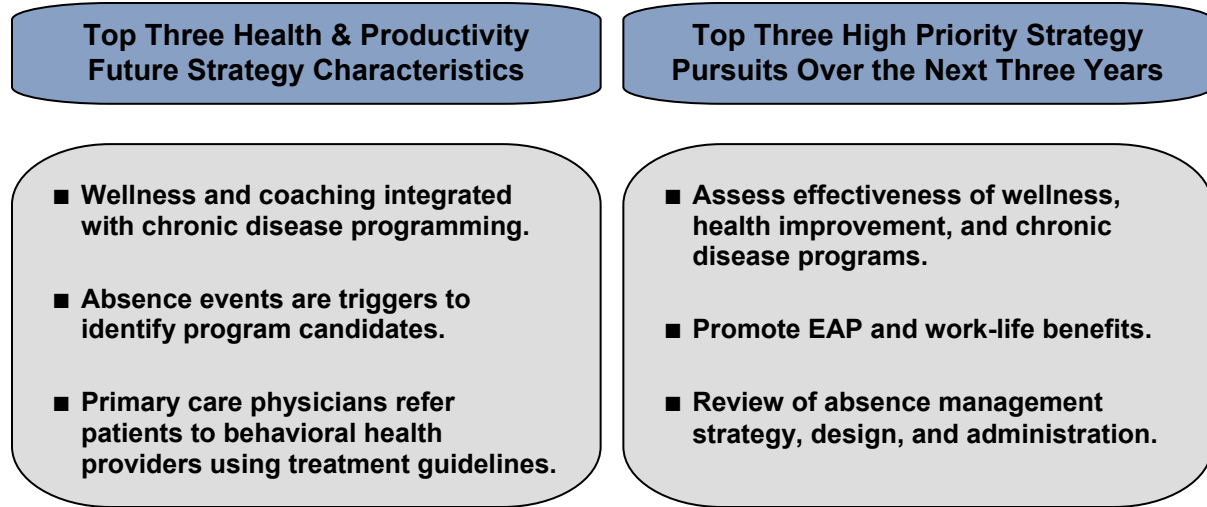 Top Three Health & Productivity
Future Strategy Characteristics
■ Wellness and coaching integrated
with chronic disease programming.
■ Absence events are triggers to
identify program candidates.
■ Primary care physicians refer
patients to behavioral health
providers using treatment guidelines.
Top Three High Priority Strategy
Pursuits Over the Next Three Years
■ Assess effectiveness of wellness,
health improvement, and chronic
disease programs.
■ Promote EAP and work-life benefits.
■ Review of absence management
strategy, design, and administration.